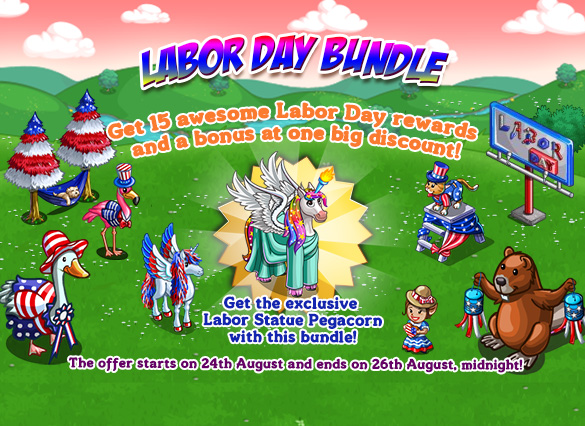 LABOR DAY BUNDLE
Get 15 awesome Labor Day rewards
and a bonus at one big discount!
LABOR
DAY
Get the exclusive
Labor Statue Pegacorn
with this bundle!
The offer starts on 24th August and ends on 26th August, midnight!